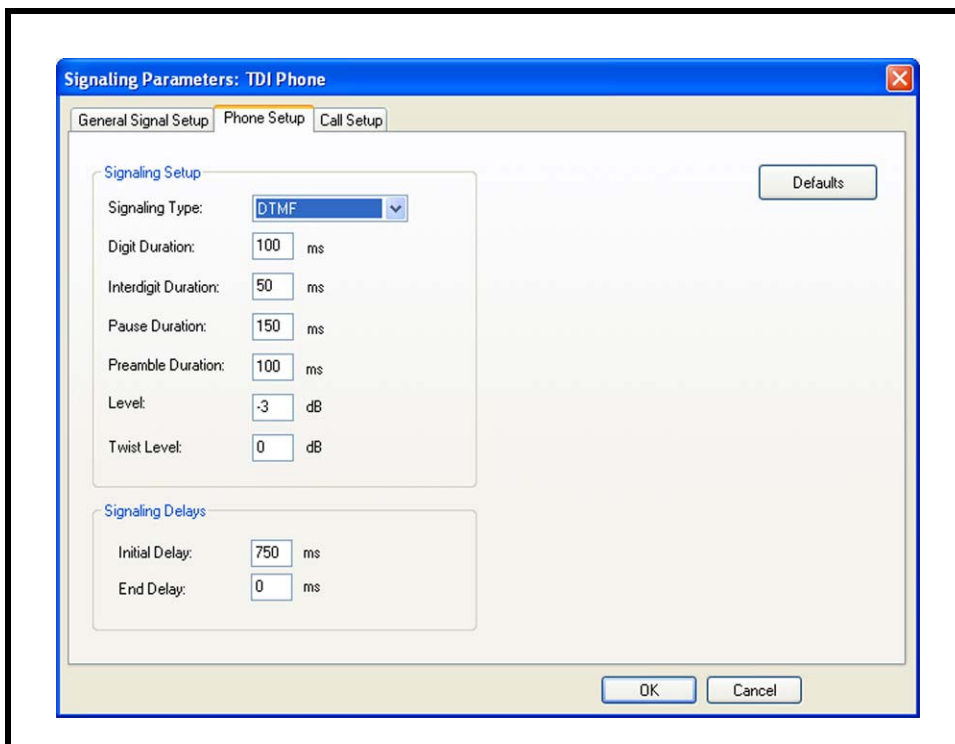 Signaling Parameters: TDI Phone
General Signal Setup Phone Setup Call Setup
Signaling Setup
Defaults
Signaling Type: DTMF
Digit Duration: 100 ms
Interdigit Duration: 50 ms
Pause Duration: 150 ms
Preamble Duration: 100 ms
Level: -3 dB
Twist Level: 0 dB
Signaling Delays
Initial Delay: 750 ms
End Delay: 0 ms
OK Cancel